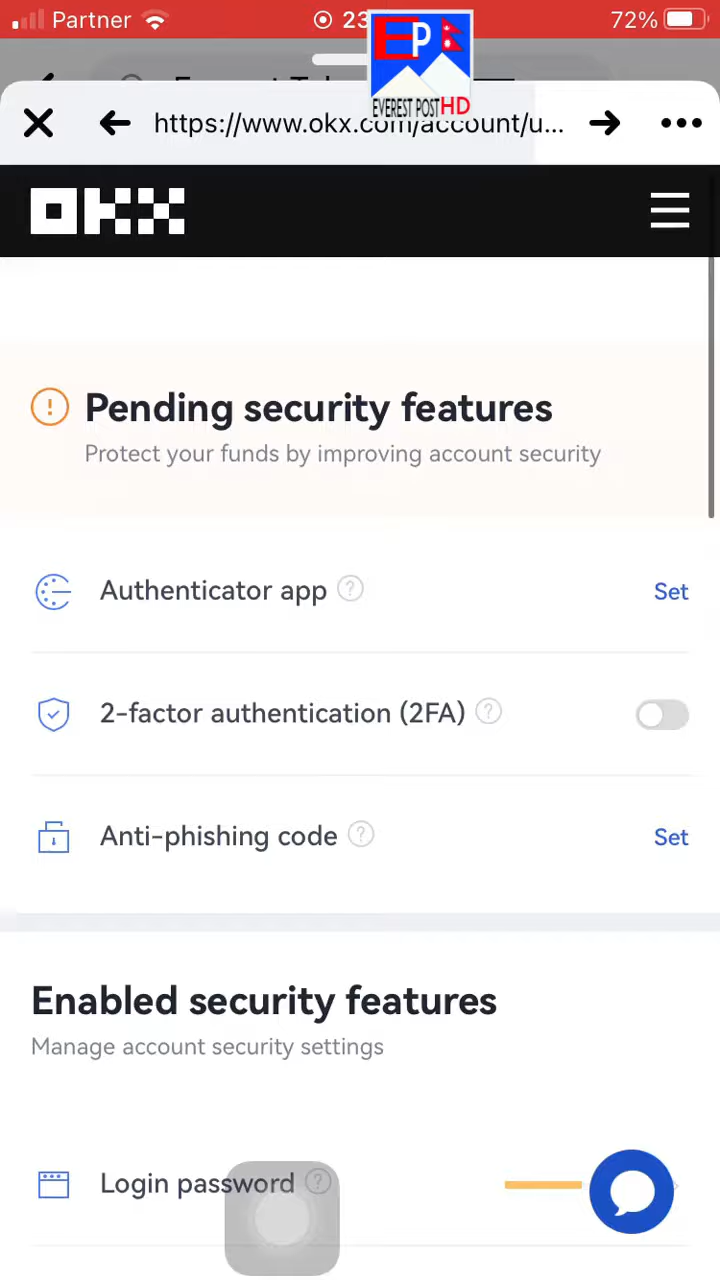 Partner
23
72%
EP
EVEREST POST HD
https://www.okx.com/account/u...
OKX
Pending security features
Protect your funds by improving account security
Authenticator app ?
Set
2-factor authentication (2FA) ?
Anti-phishing code ?
Set
Enabled security features
Manage account security settings
Login password ?